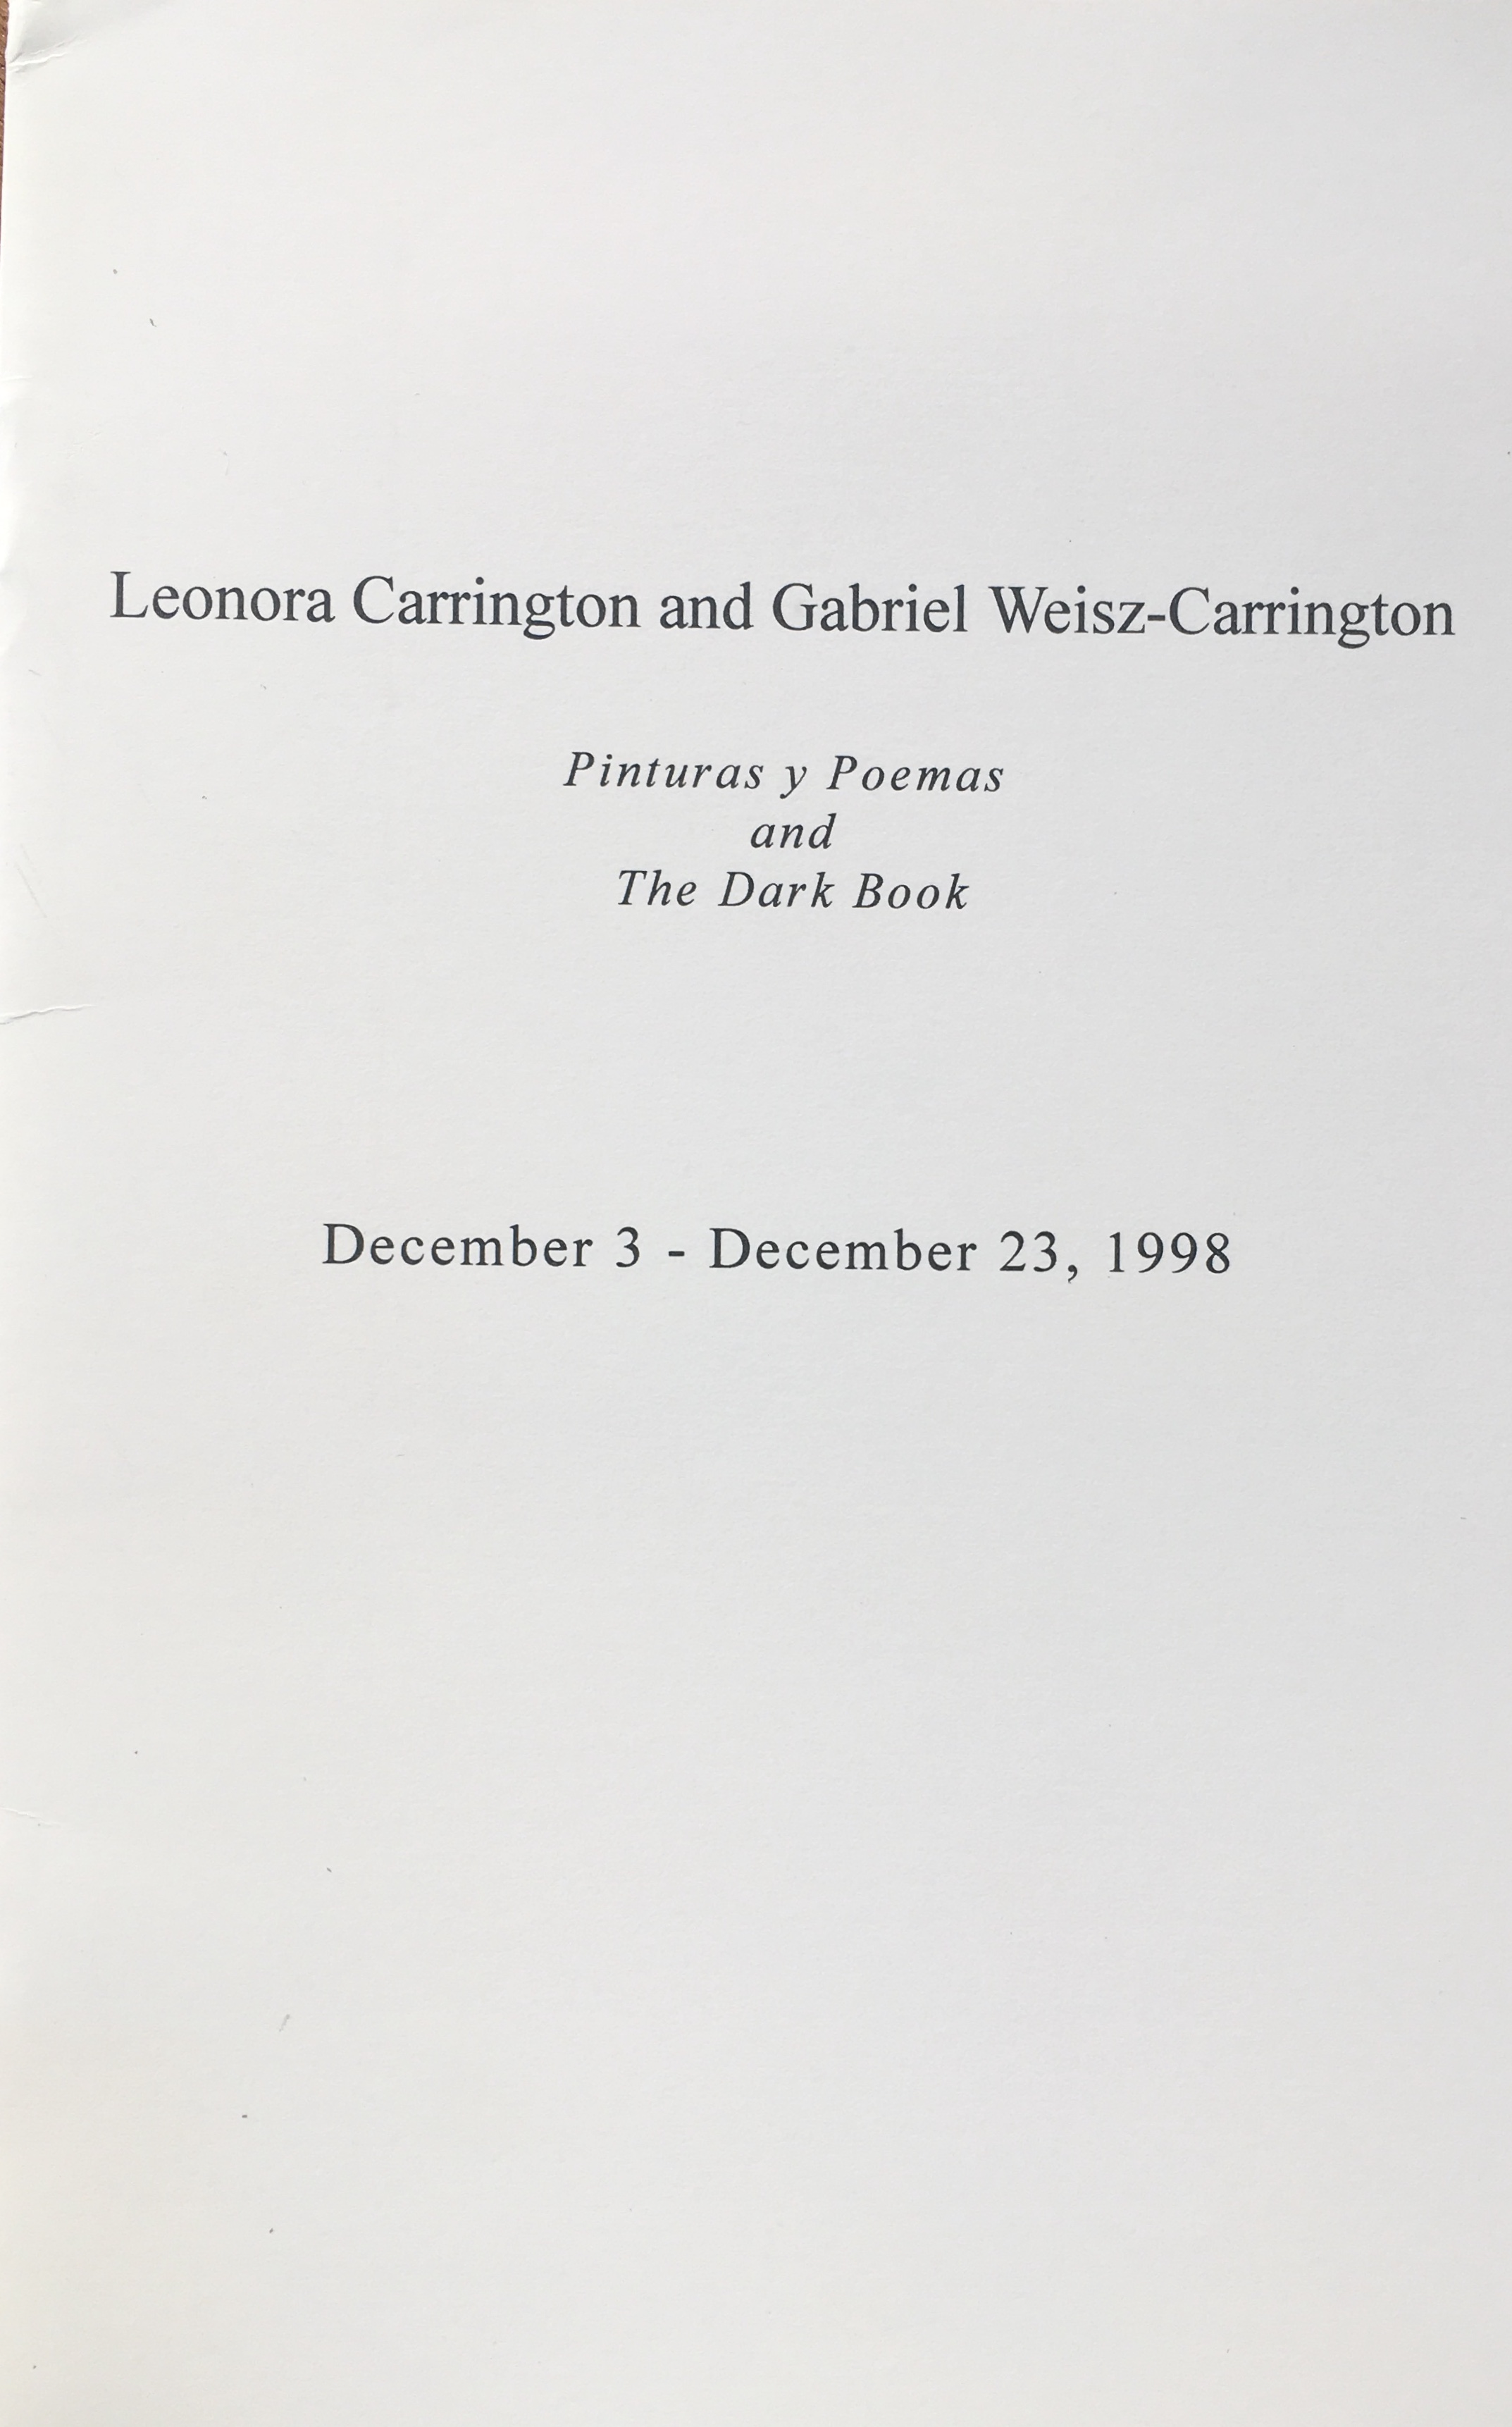 Leonora Carrington and Gabriel Weisz-Carrington
Pinturas y Poemas
and
The Dark Book
December 3 - December 23, 1998